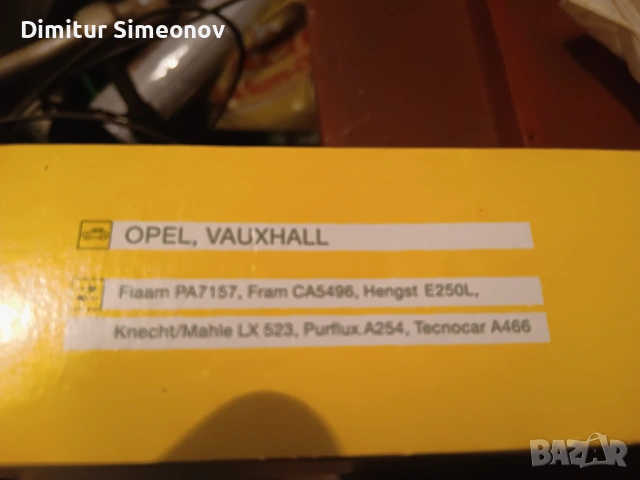 Dimitur Simeonov
OPEL, VAUXHALL
Fiaam PA7157, Fram CA5496, Hengst E250L,
Knecht/Mahle LX 523, Purflux A254, Tecnocar A466
BAZAR